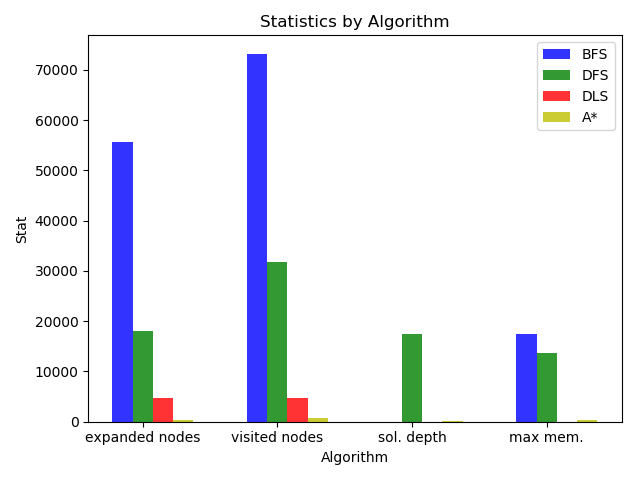 Statistics by Algorithm
BFS
DFS
DLS
A*
Stat
70000
60000
50000
40000
30000
20000
10000
0
expanded nodes visited nodes sol. depth max mem.
Algorithm